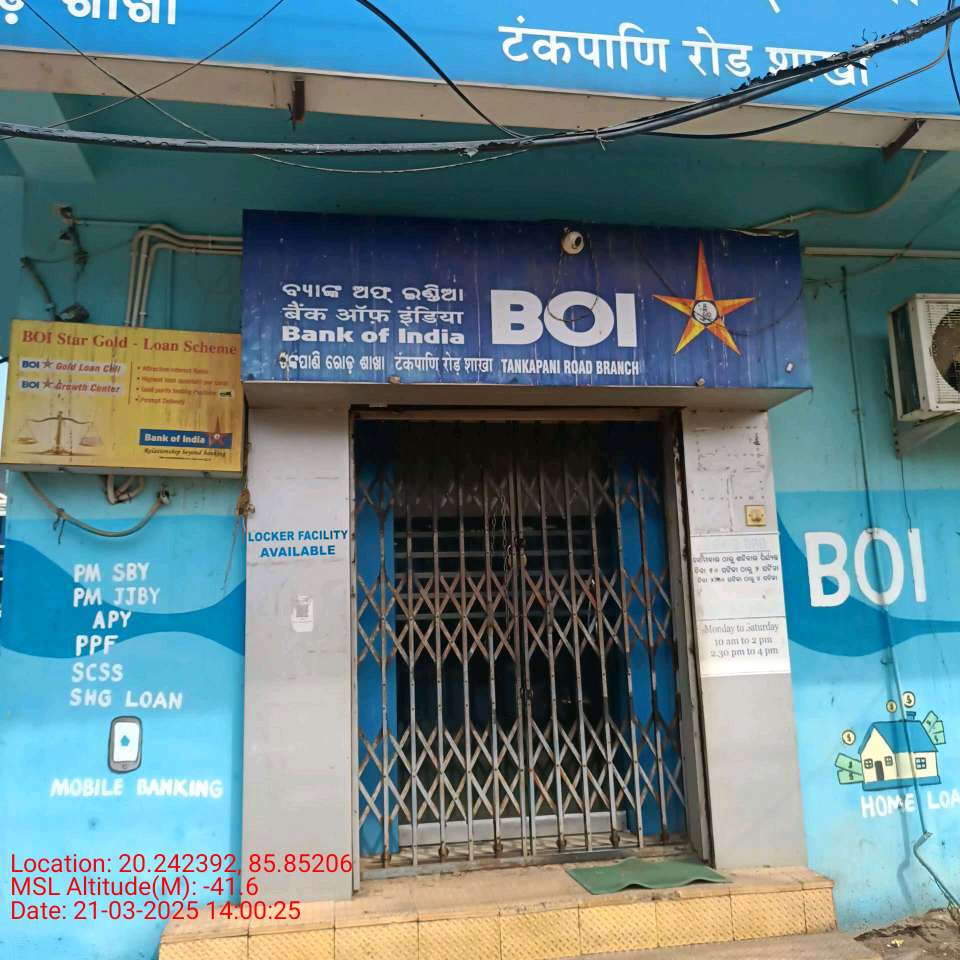 ଡ଼ ଶାଖା
टंकपाणि रोड शाखा
ବ୍ୟାଙ୍କ ଅଫ୍ ଇଣ୍ଡିଆ
बैंक ऑफ़ इंडिया
Bank of India
BOI
ଟଙ୍କପାଣି ରୋଡ଼ ଶାଖା टंकपाणि रोड़ शाखा TANKAPANI ROAD BRANCH
BOI Star Gold - Loan Scheme
BOI Gold Loan Cell
BOI Growth Center
Bank of India
Relationship beyond banking
LOCKER FACILITY
AVAILABLE
PM SBY
PM JJBY
APY
PPF
SCSS
SHG LOAN
MOBILE BANKING
Monday to Saturday
10 am to 2 pm
2.30 pm to 4 pm
BOI
HOME LOA
Location: 20.242392, 85.85206
MSL Altitude(M): -41.6
Date: 21-03-2025 14:00:25